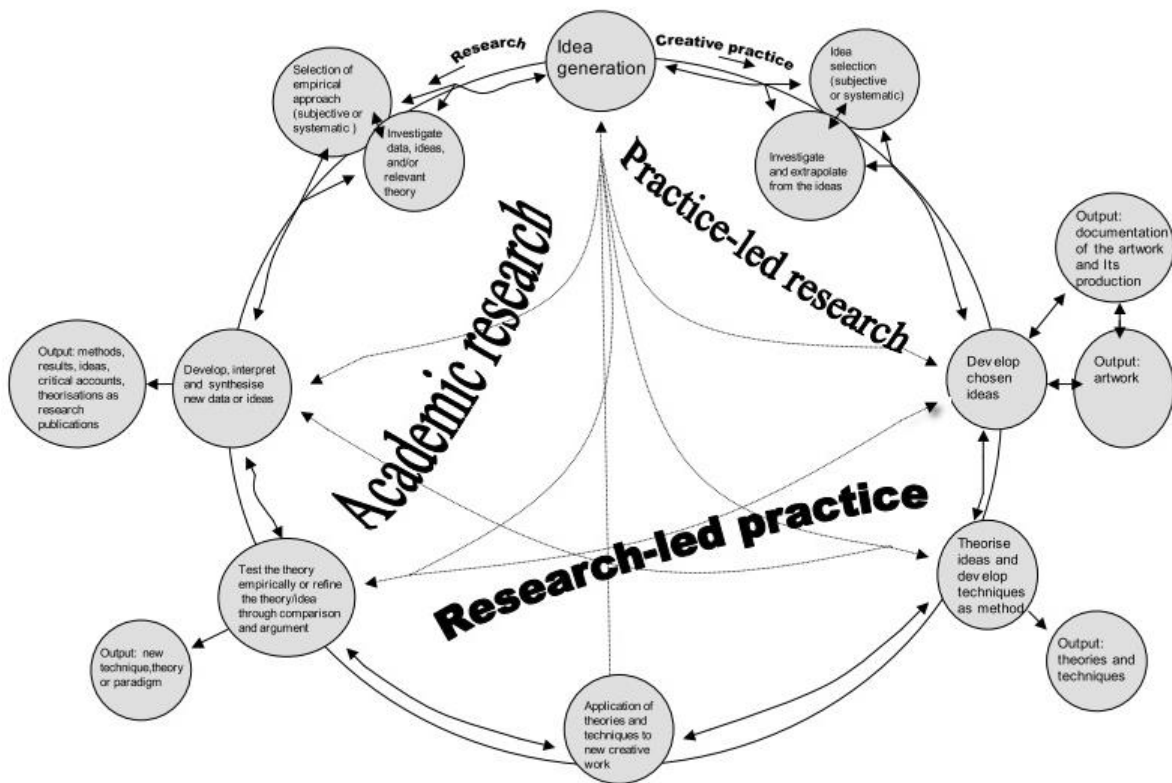 Research
Idea
generation
Creative practice
Idea
selection
(subjective
or systematic)
Selection of
empirical
approach
(subjective or
systematic )
Investigate
data, ideas,
and/or
relevant
theory
Investigate
and extrapolate
from the ideas
Practice-led research
Academic research
Output:
documentation
of the artwork
and Its
production
Output: methods,
results, ideas,
critical accounts,
theorisations as
research
publications
Develop, interpret
and synthesise
new data or ideas
Develop
chosen
ideas
Output:
artwork
Research-led practice
Test the theory
empirically or refine
the theory/idea
through comparison
and argument
Theorise
ideas and
develop
techniques
as method
Output: new
technique,theory
or paradigm
Output:
theories and
techniques
Application of
theories and
techniques to
new creative
work